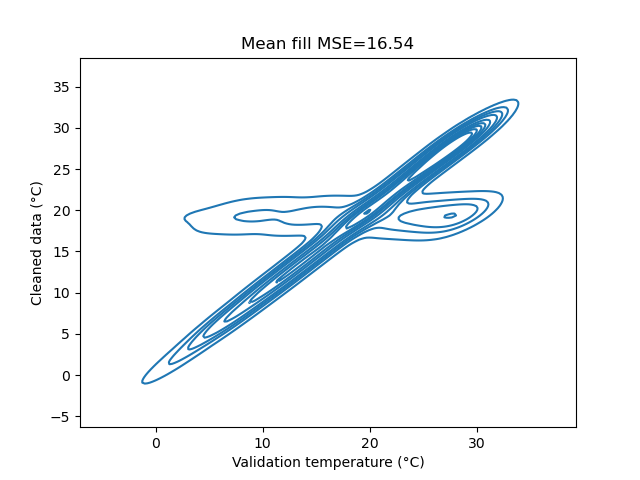 Mean fill MSE=16.54
Cleaned data (°C)
35
30
25
20
15
10
5
0
−5
0 10 20 30
Validation temperature (°C)